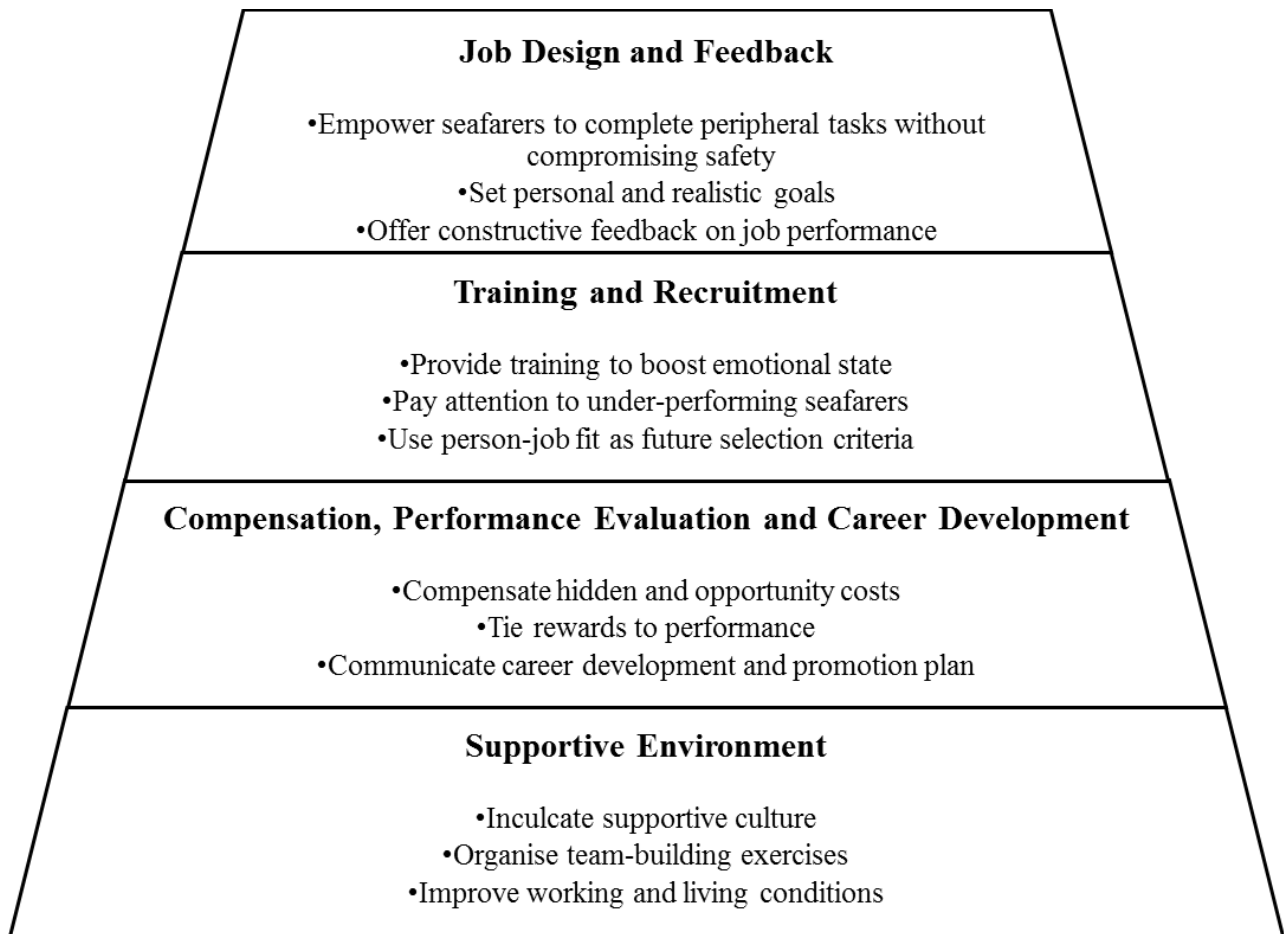 Job Design and Feedback
•Empower seafarers to complete peripheral tasks without
compromising safety
•Set personal and realistic goals
•Offer constructive feedback on job performance
Training and Recruitment
•Provide training to boost emotional state
•Pay attention to under-performing seafarers
•Use person-job fit as future selection criteria
Compensation, Performance Evaluation and Career Development
•Compensate hidden and opportunity costs
•Tie rewards to performance
•Communicate career development and promotion plan
Supportive Environment
•Inculcate supportive culture
•Organise team-building exercises
•Improve working and living conditions